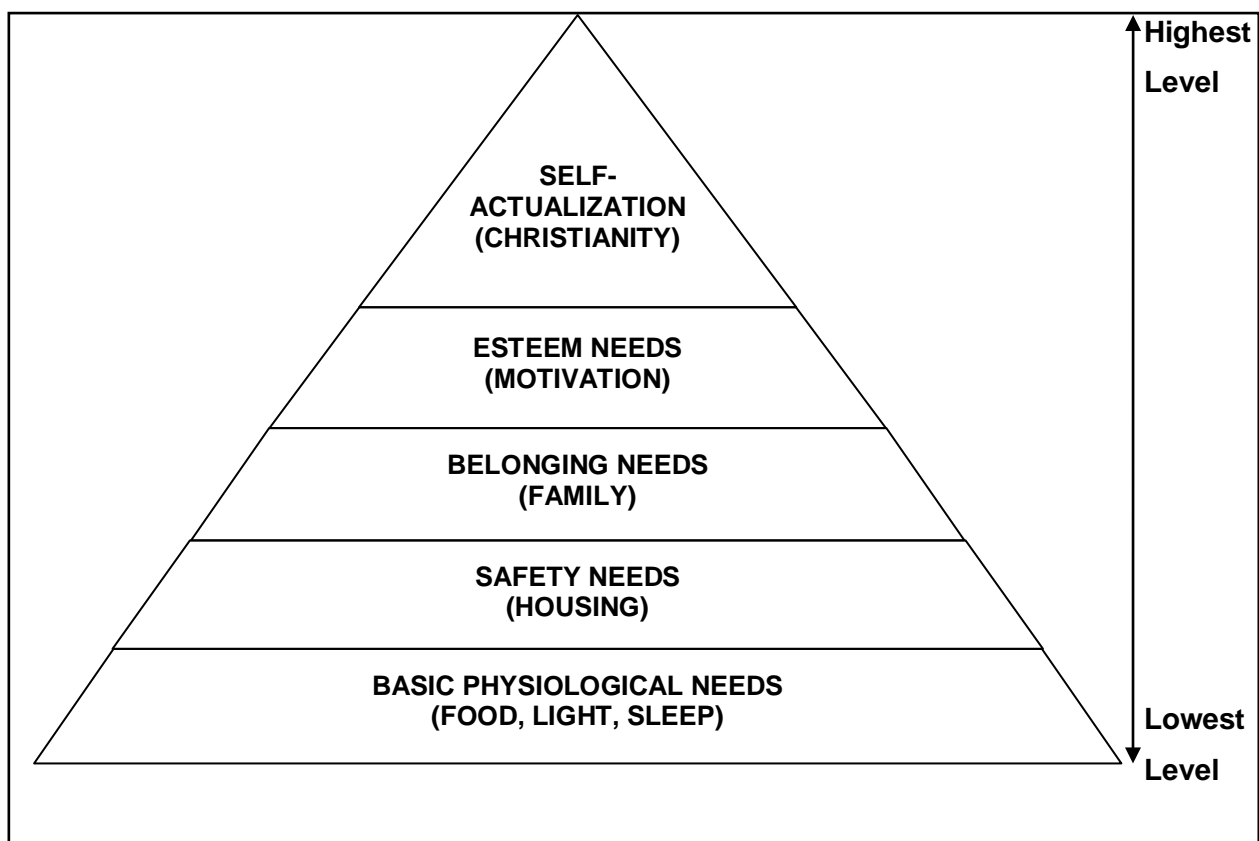 Highest
Level
SELF-
ACTUALIZATION
(CHRISTIANITY)
ESTEEM NEEDS
(MOTIVATION)
BELONGING NEEDS
(FAMILY)
SAFETY NEEDS
(HOUSING)
BASIC PHYSIOLOGICAL NEEDS
(FOOD, LIGHT, SLEEP)
Lowest
Level